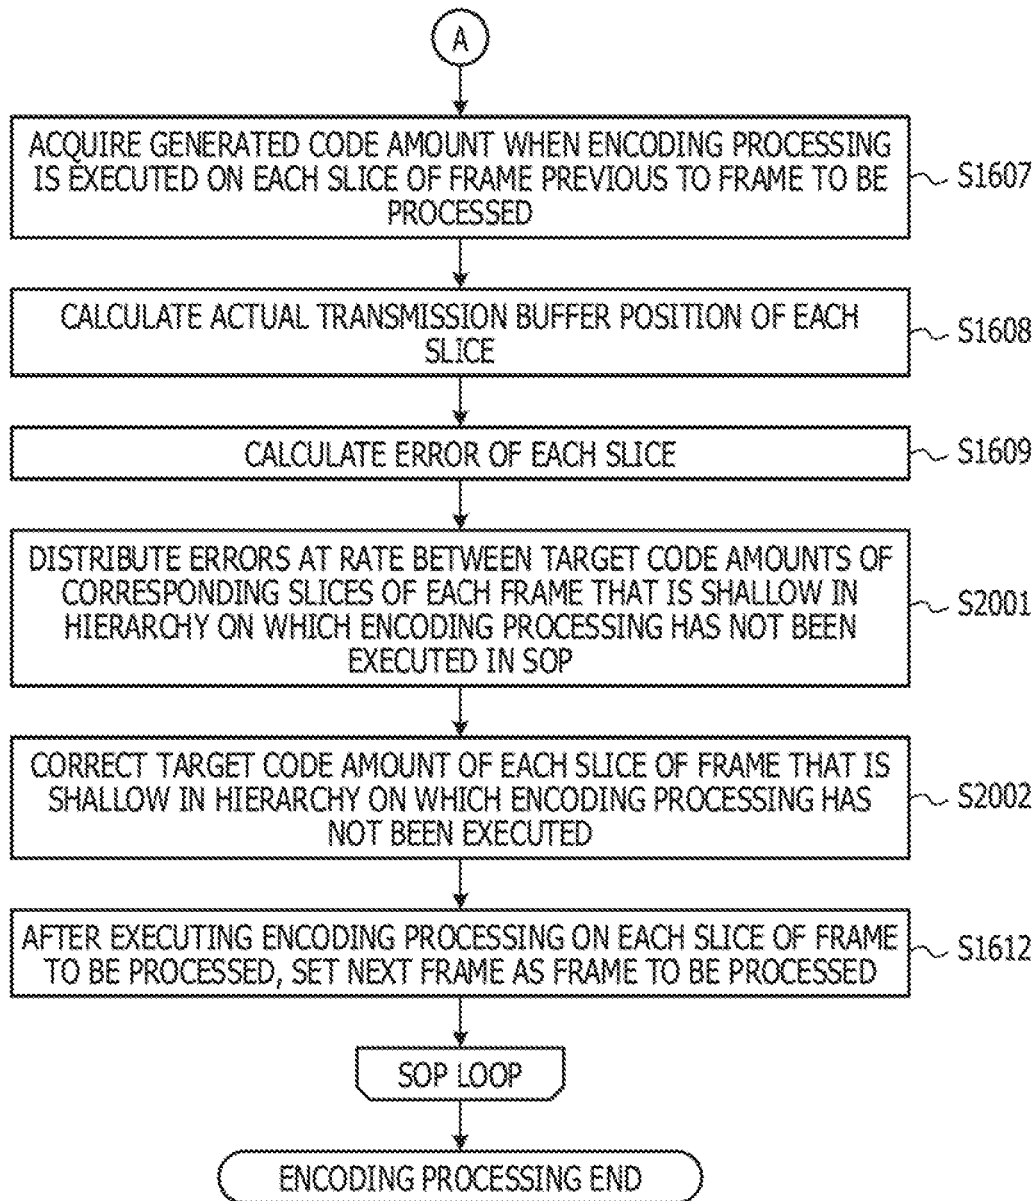 A
ACQUIRE GENERATED CODE AMOUNT WHEN ENCODING PROCESSING
IS EXECUTED ON EACH SLICE OF FRAME PREVIOUS TO FRAME TO BE
PROCESSED
S1607
CALCULATE ACTUAL TRANSMISSION BUFFER POSITION OF EACH
SLICE
S1608
CALCULATE ERROR OF EACH SLICE
S1609
DISTRIBUTE ERRORS AT RATE BETWEEN TARGET CODE AMOUNTS OF
CORRESPONDING SLICES OF EACH FRAME THAT IS SHALLOW IN
HIERARCHY ON WHICH ENCODING PROCESSING HAS NOT BEEN
EXECUTED IN SOP
S2001
CORRECT TARGET CODE AMOUNT OF EACH SLICE OF FRAME THAT IS
SHALLOW IN HIERARCHY ON WHICH ENCODING PROCESSING HAS
NOT BEEN EXECUTED
S2002
AFTER EXECUTING ENCODING PROCESSING ON EACH SLICE OF FRAME
TO BE PROCESSED, SET NEXT FRAME AS FRAME TO BE PROCESSED
S1612
SOP LOOP
ENCODING PROCESSING END